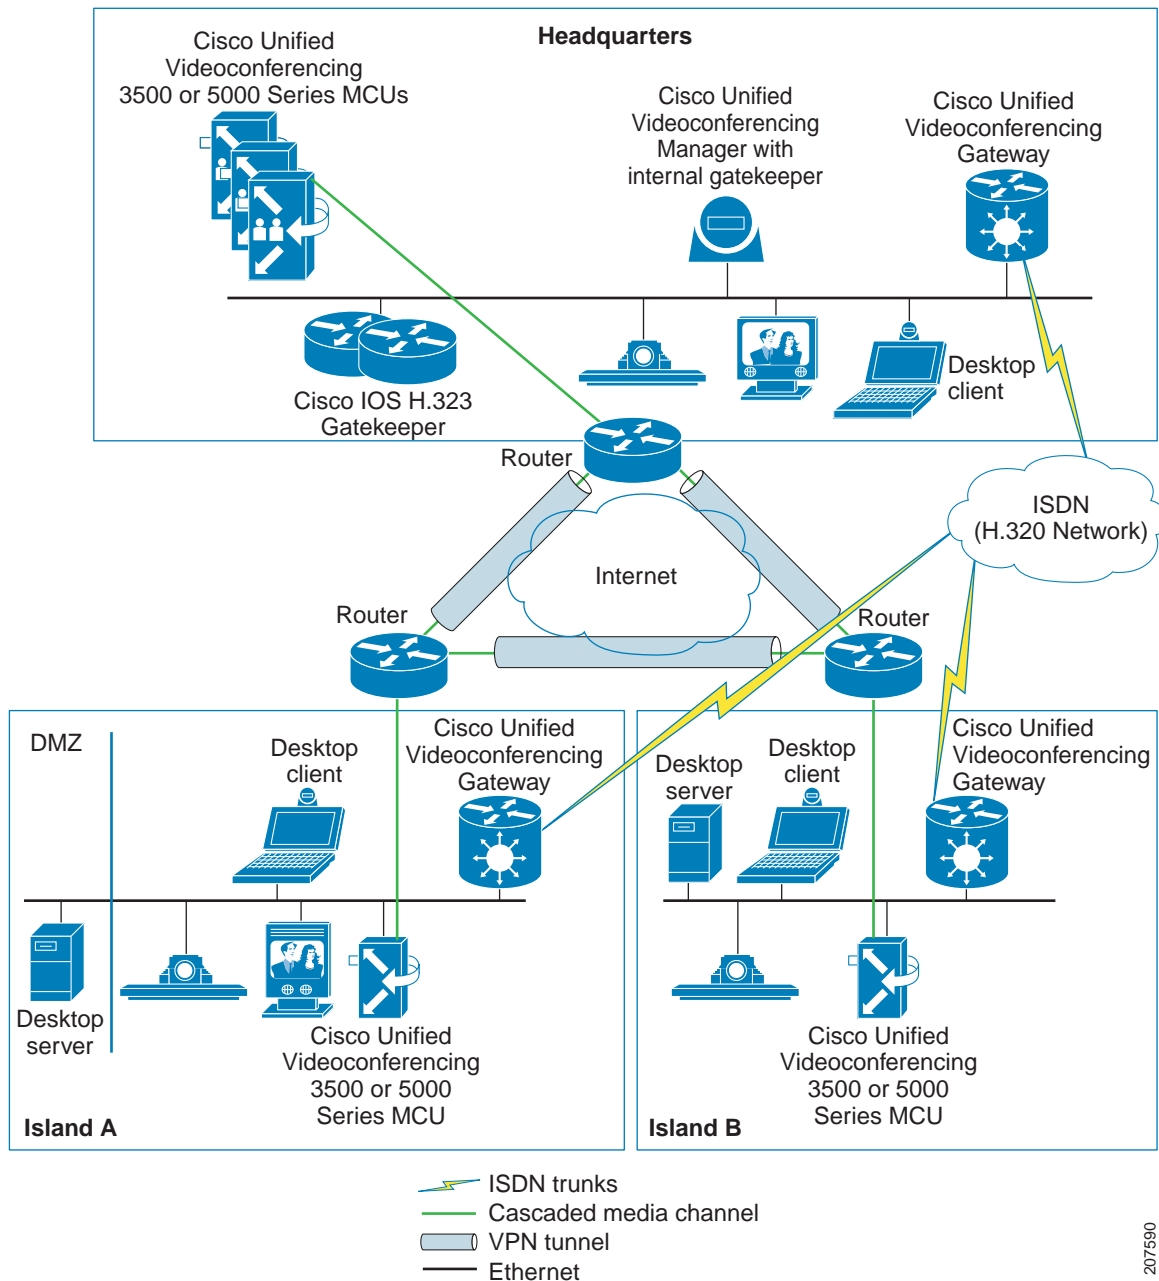 Headquarters
Cisco Unified
Videoconferencing
3500 or 5000 Series MCUs
Cisco Unified
Videoconferencing
Manager with
internal gatekeeper
Cisco Unified
Videoconferencing
Gateway
Cisco IOS H.323
Gatekeeper
Desktop
client
Router
ISDN
(H.320 Network)
Internet
Router
Router
DMZ
Desktop
client
Cisco Unified
Videoconferencing
Gateway
Desktop
server
Cisco Unified
Videoconferencing
3500 or 5000
Series MCU
Island A
Desktop
server
Desktop
client
Cisco Unified
Videoconferencing
Gateway
Cisco Unified
Videoconferencing
3500 or 5000
Series MCU
Island B
ISDN trunks
Cascaded media channel
VPN tunnel
Ethernet
207590